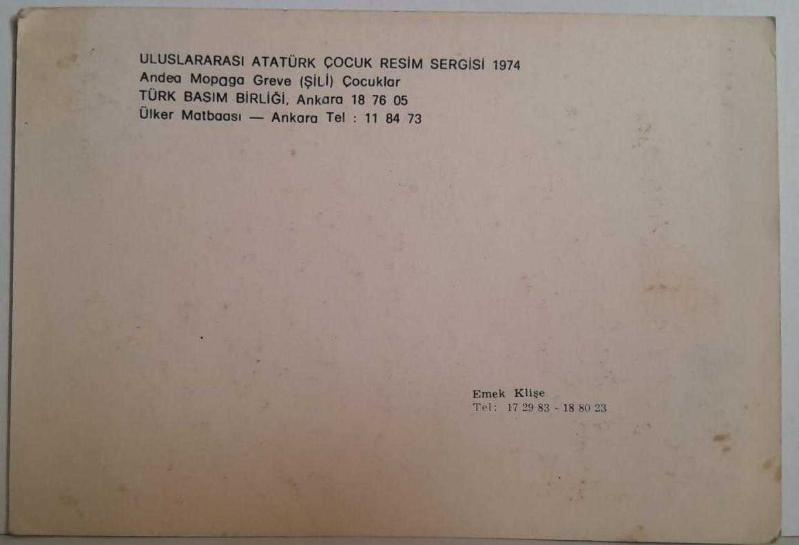 ULUSLARARASI ATATÜRK ÇOCUK RESİM SERGİSİ 1974
Andea Mopaga Greve (ŞİLİ) Çocuklar
TÜRK BASIM BİRLİĞİ, Ankara 18 76 05
Ülker Matbaası — Ankara Tel : 11 84 73
Emek Klişe
Tel: 17 29 83 - 18 80 23